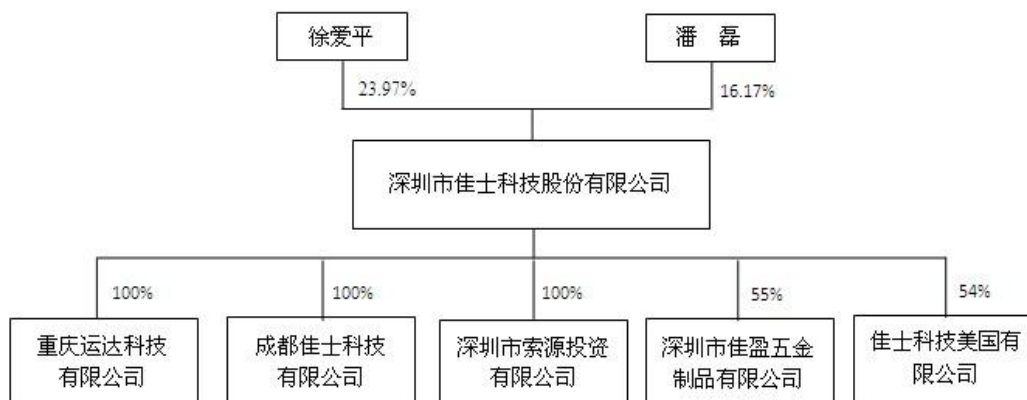 徐爱平
潘 磊
23.97%
16.17%
深圳市佳士科技股份有限公司
100%
100%
100%
55%
54%
重庆运达科技
有限公司
成都佳士科技
有限公司
深圳市索源投资
有限公司
深圳市佳盈五金
制品有限公司
佳士科技美国有
限公司